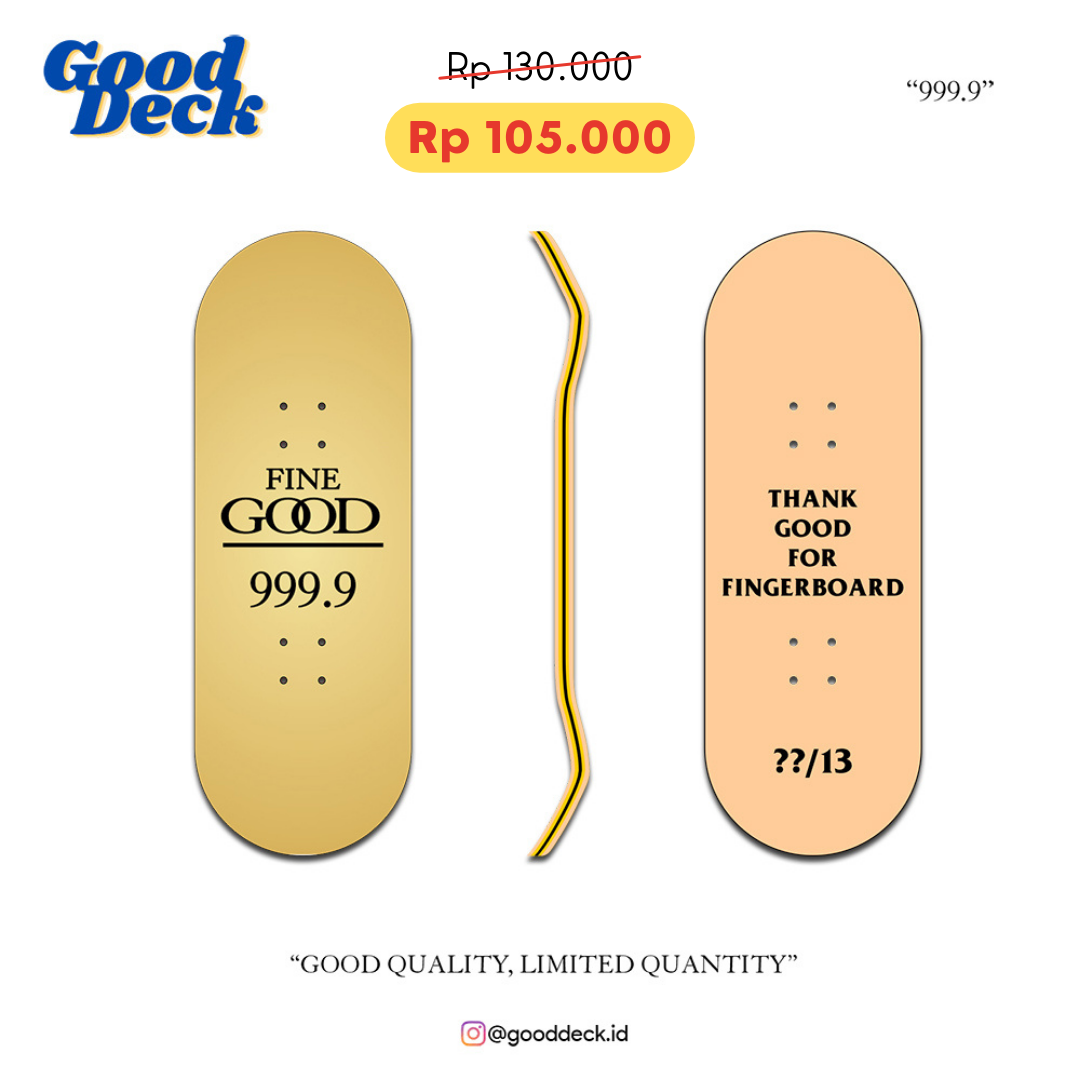 Good
Deck
Rp 130.000
Rp 105.000
“999.9”
FINE
GOOD
999.9
THANK
GOOD
FOR
FINGERBOARD
??/13
“GOOD QUALITY, LIMITED QUANTITY”
@gooddeck.id